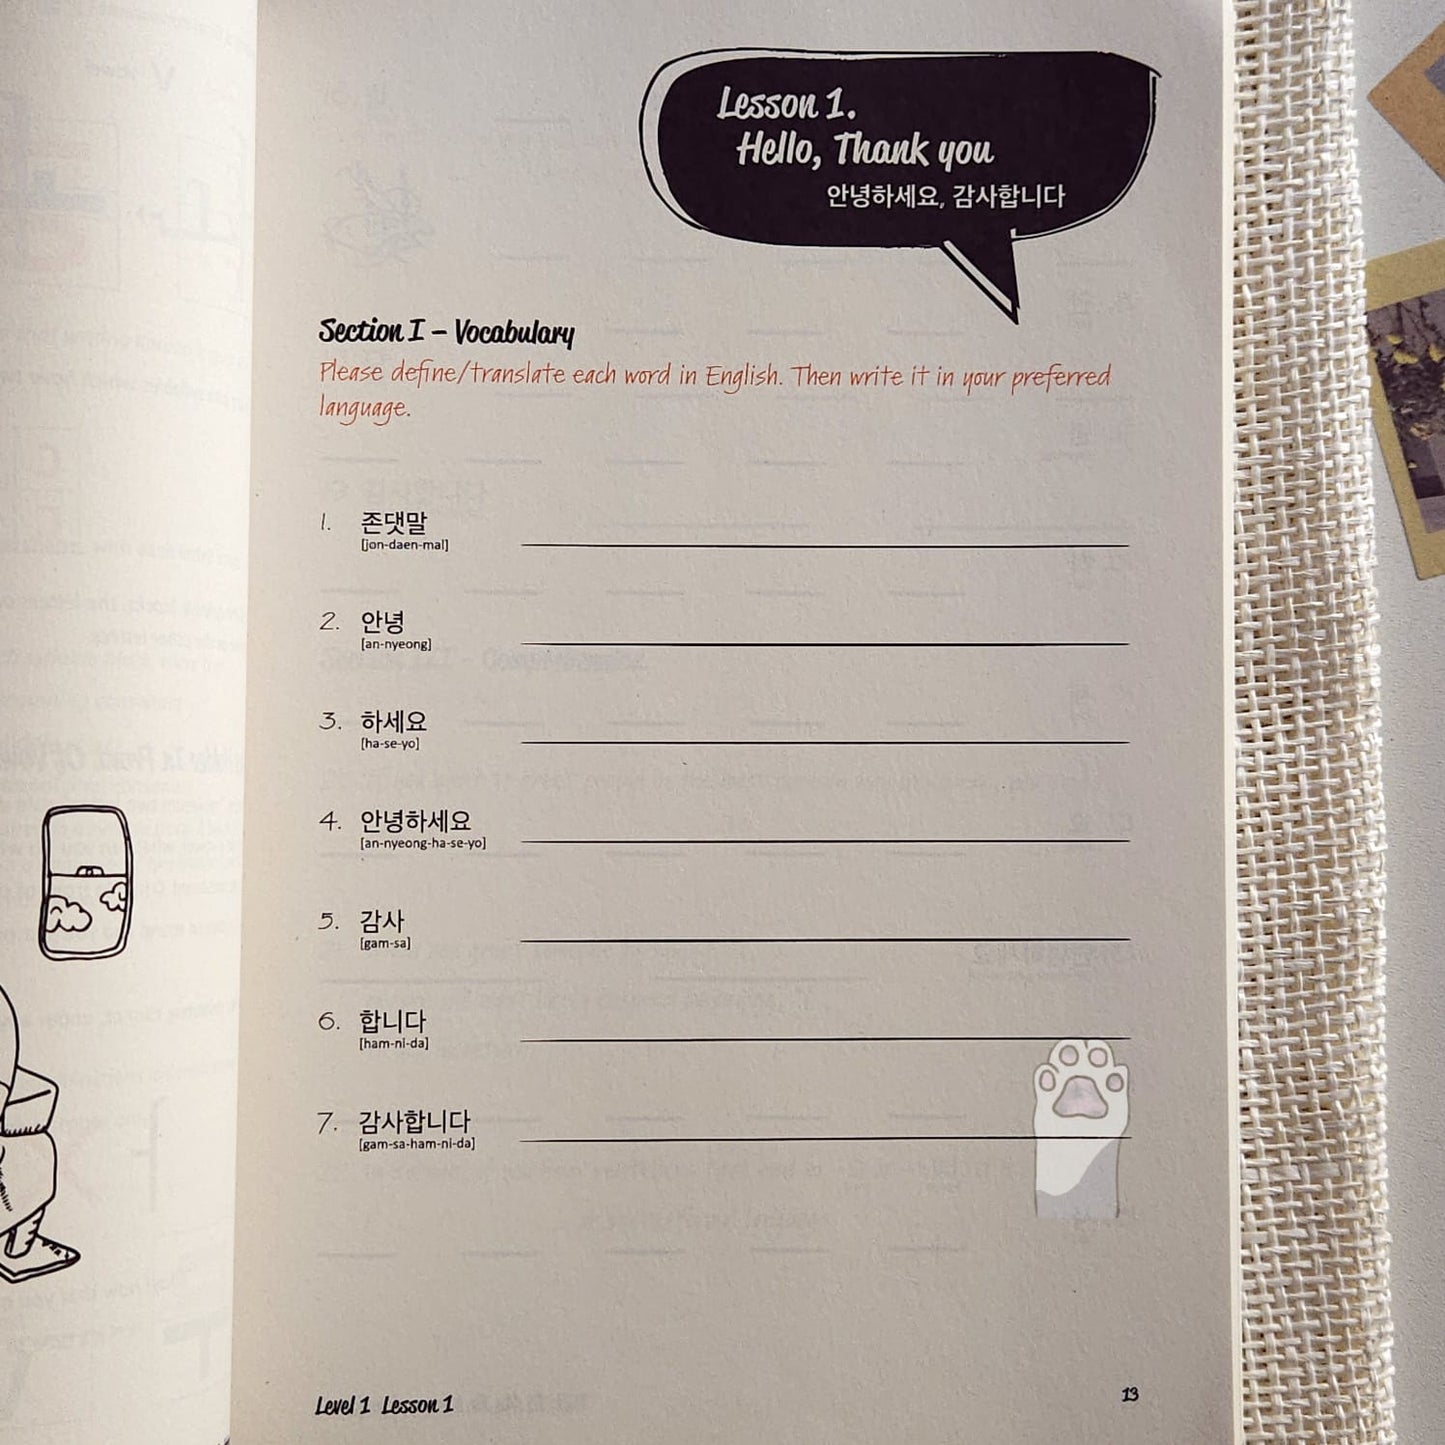 Lesson 1.
Hello, Thank you
안녕하세요, 감사합니다
Section I – Vocabulary
Please define/translate each word in English. Then write it in your preferred
language.
1. 존댓말
[jon-daen-mal]
2. 안녕
[an-nyeong]
3. 하세요
[ha-se-yo]
4. 안녕하세요
[an-nyeong-ha-se-yo]
5. 감사
[gam-sa]
6. 합니다
[ham-ni-da]
7. 감사합니다
[gam-sa-ham-ni-da]
Level 1 Lesson 1
13